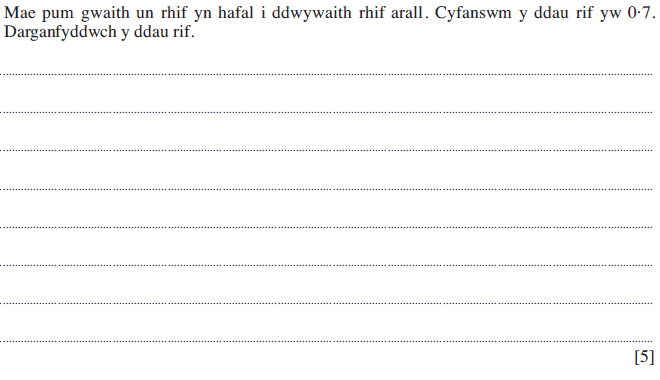 Mae pum gwaith un rhif yn hafal i ddwywaith rhif arall. Cyfanswm y ddau rif yw 0·7.
Darganfyddwch y ddau rif.
[5]